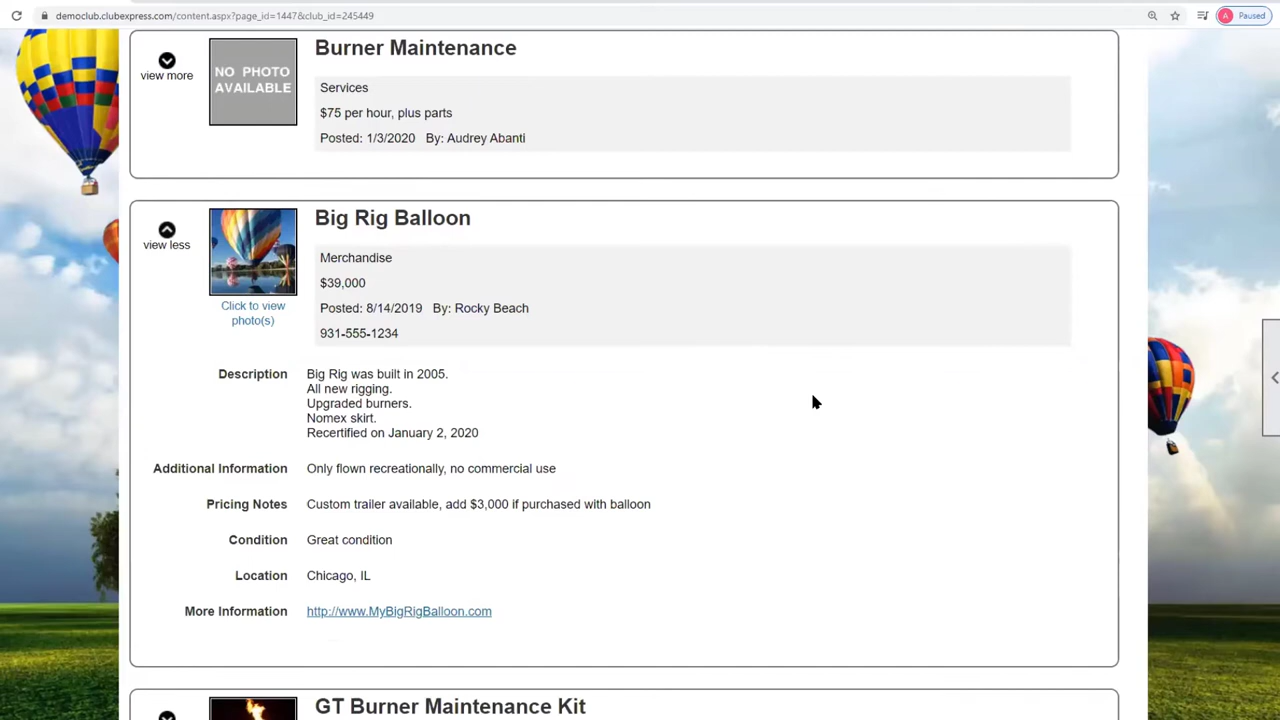 democlub.clubexpress.com/content.aspx?page_id=1447&club_id=245449
A Paused
view more
NO PHOTO
AVAILABLE
Burner Maintenance
Services
$75 per hour, plus parts
Posted: 1/3/2020 By: Audrey Abanti
view less
Click to view
photo(s)
Big Rig Balloon
Merchandise
$39,000
Posted: 8/14/2019 By: Rocky Beach
931-555-1234
Description Big Rig was built in 2005.
All new rigging.
Upgraded burners.
Nomex skirt.
Recertified on January 2, 2020
Additional Information Only flown recreationally, no commercial use
Pricing Notes Custom trailer available, add $3,000 if purchased with balloon
Condition Great condition
Location Chicago, IL
More Information http://www.MyBigRigBalloon.com
GT Burner Maintenance Kit